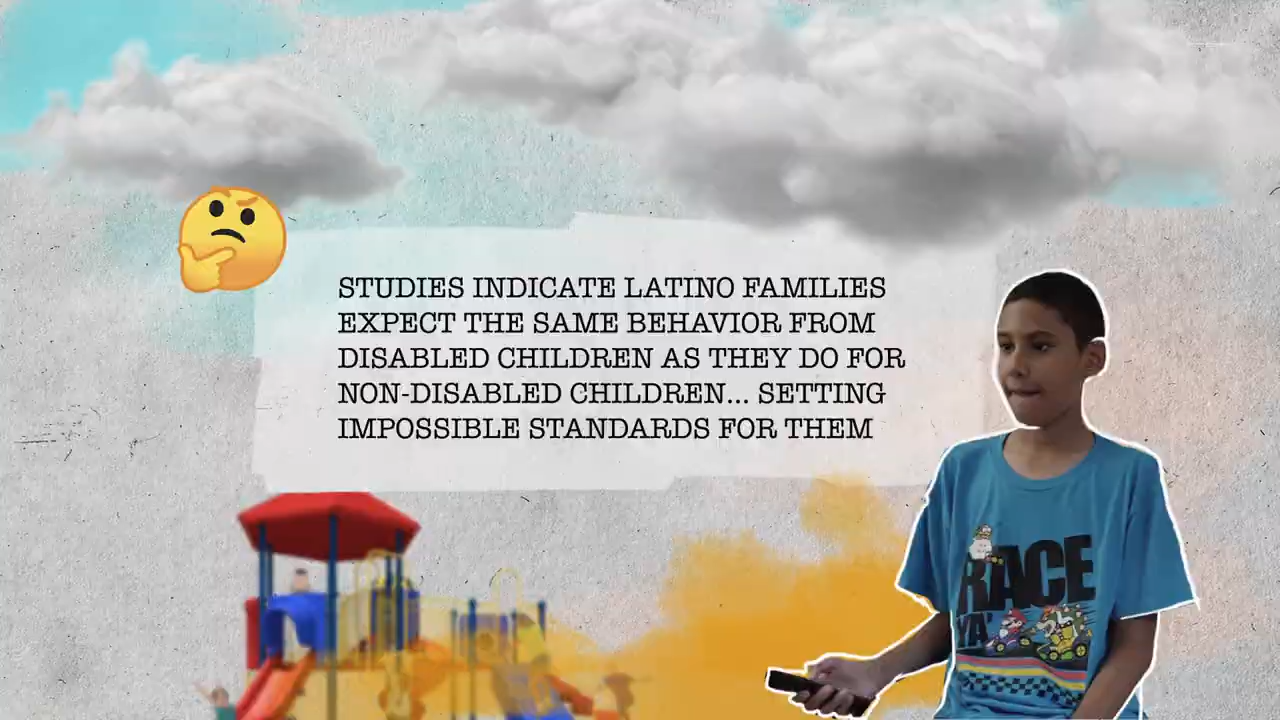 STUDIES INDICATE LATINO FAMILIES
EXPECT THE SAME BEHAVIOR FROM
DISABLED CHILDREN AS THEY DO FOR
NON-DISABLED CHILDREN... SETTING
IMPOSSIBLE STANDARDS FOR THEM
RACE
YA'